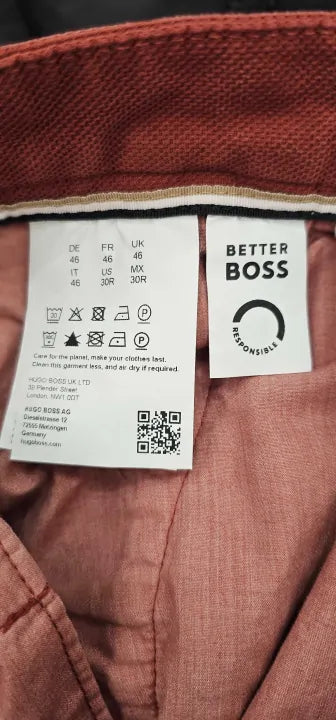 DE FR UK
46 46 46
IT US MX
46 30R 30R
Care for the planet, make your clothes last.
Clean this garment less, and air dry if required.
HUGO BOSS UK LTD
39 Plender Street
London, NW1 0DT
HUGO BOSS AG
Dieselstrasse 12
72555 Metzingen
Germany
hugoboss.com
BETTER
BOSS
RESPONSIBLE